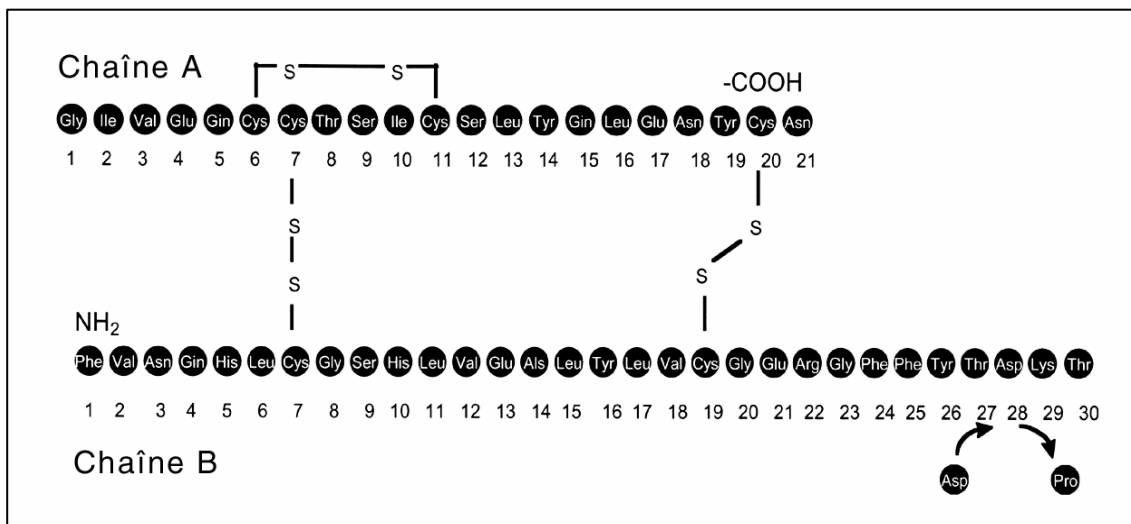 Chaîne A
S S
-COOH
Gly Ile Val Glu Gin Cys Cys Thr Ser Ile Cys Ser Leu Tyr Gin Leu Glu Asn Tyr Cys Asn
1 2 3 4 5 6 7 8 9 10 11 12 13 14 15 16 17 18 19 20 21
S S
S S
NH2
Phe Val Asn Gin His Leu Cys Gly Ser His Leu Val Glu Als Leu Tyr Leu Val Cys Gly Glu Arg Gly Phe Phe Tyr Thr Asp Lys Thr
1 2 3 4 5 6 7 8 9 10 11 12 13 14 15 16 17 18 19 20 21 22 23 24 25 26 27 28 29 30
Chaîne B
Asp Pro